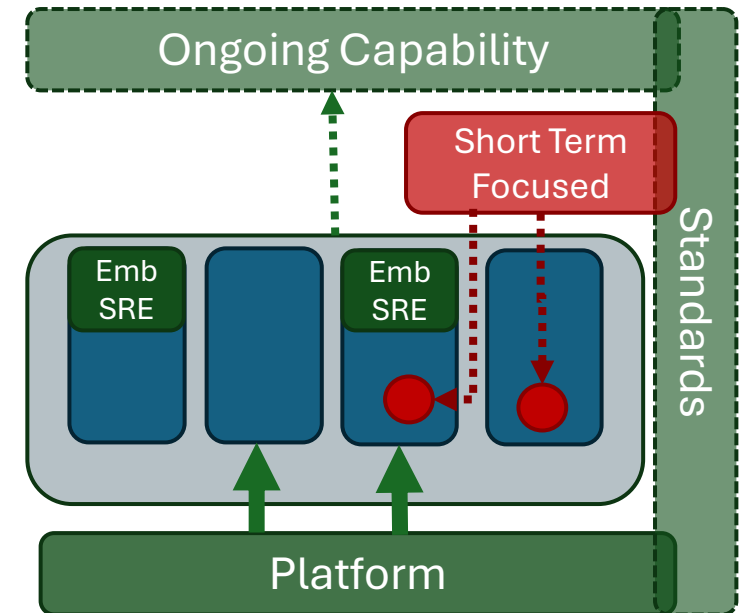 Ongoing Capability
Short Term
Focused
Standards
Emb
SRE
Emb
SRE
Platform